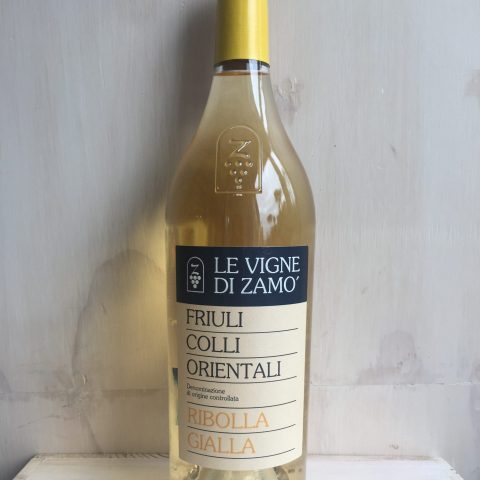 N
LE VIGNE
DI ZAMO'
FRIULI
COLLI
ORIENTALI
Denominazione
di origine controllata
RIBOLLA
GIALLA